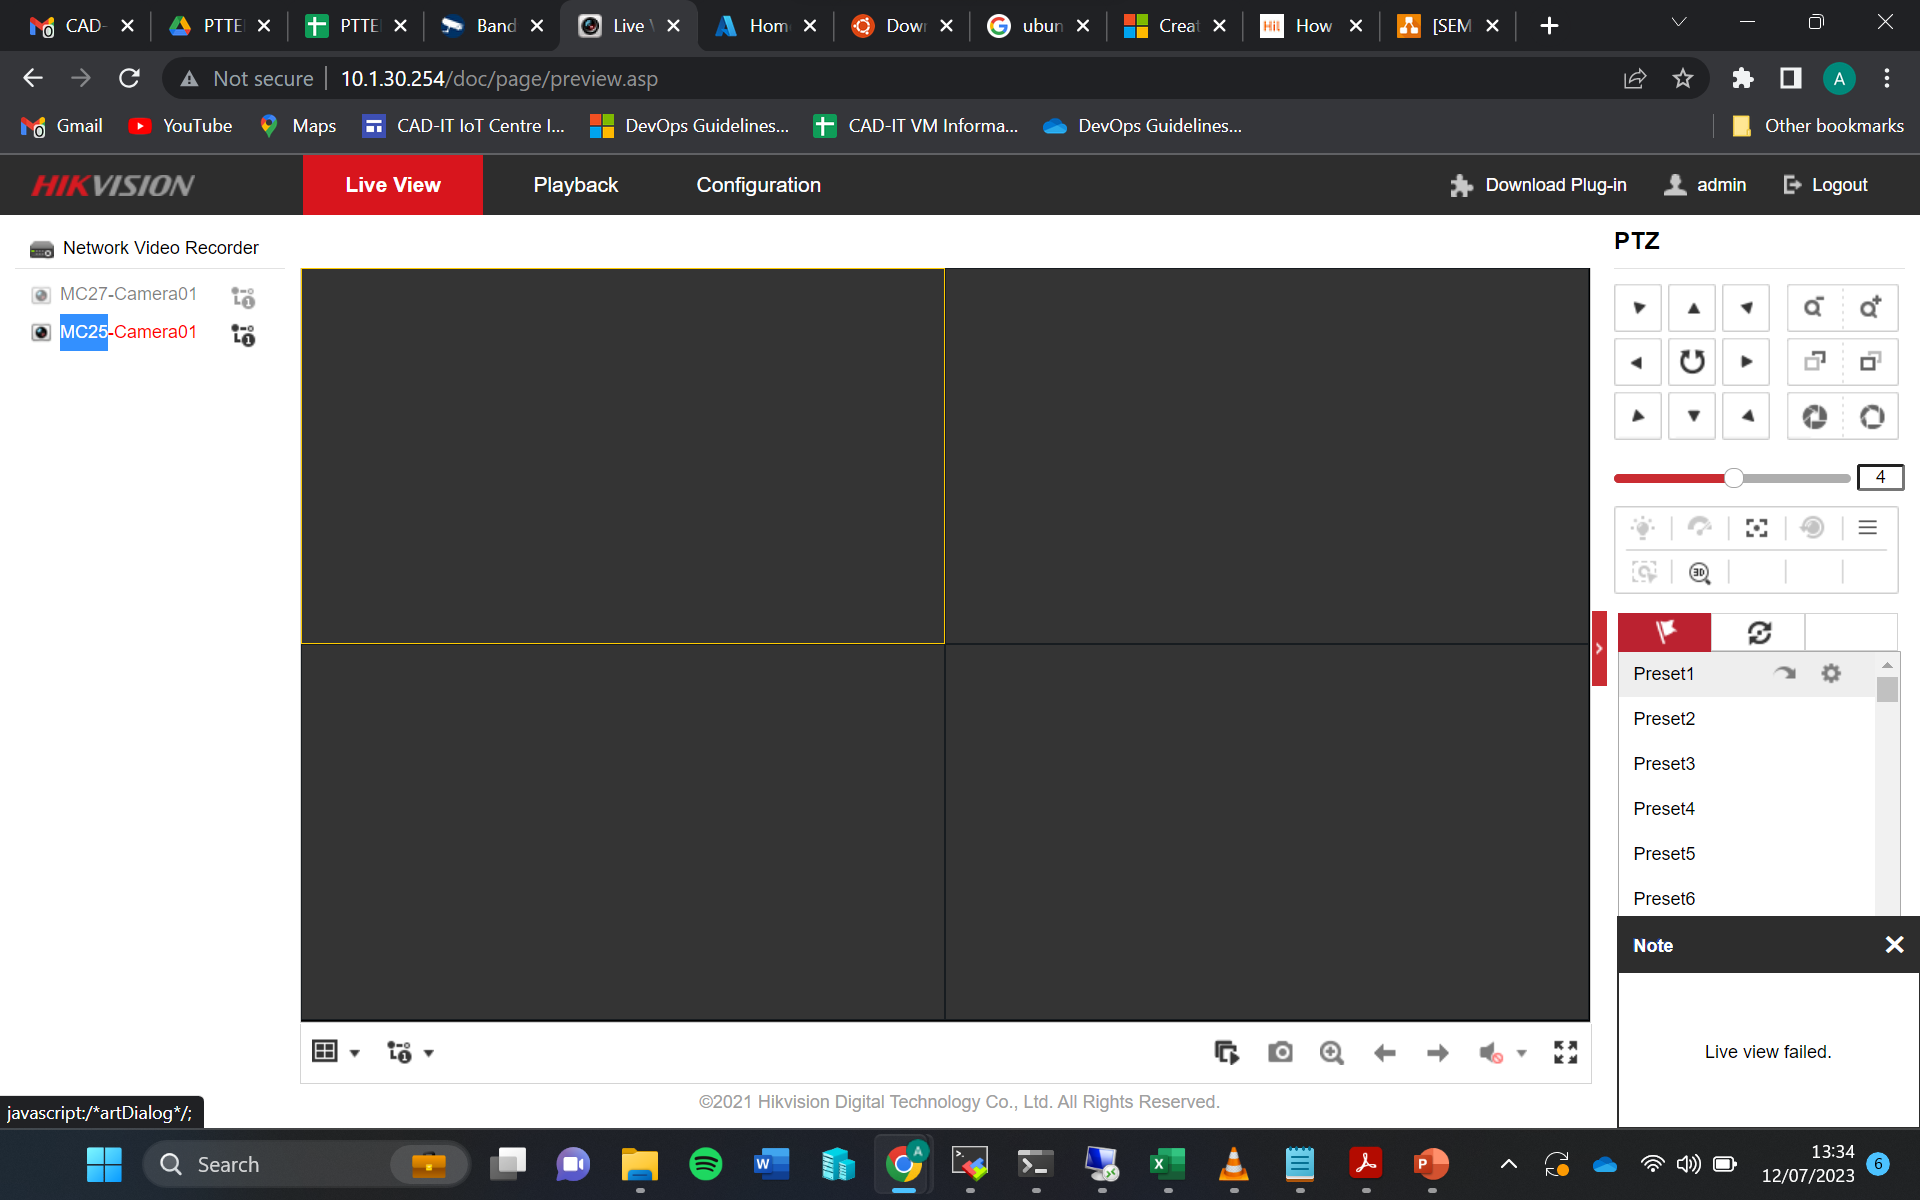 CAD-
PTTE
PTTE
Band
Live
Hom
Dow
ubun
Creat
Hit How
[SEM
Not secure
10.1.30.254/doc/page/preview.asp
A
Gmail
YouTube
Maps
CAD-IT IoT Centre I...
DevOps Guidelines...
CAD-IT VM Informa...
DevOps Guidelines...
Other bookmarks
HIKVISION
Live View
Playback
Configuration
Download Plug-in
admin
Logout
Network Video Recorder
MC27-Camera01
MC25-Camera01
PTZ
4
3D
Preset1
Preset2
Preset3
Preset4
Preset5
Preset6
Note
Live view failed.
©2021 Hikvision Digital Technology Co., Ltd. All Rights Reserved.
javascript:/*artDialog*/;
Search
13:34
12/07/2023
6